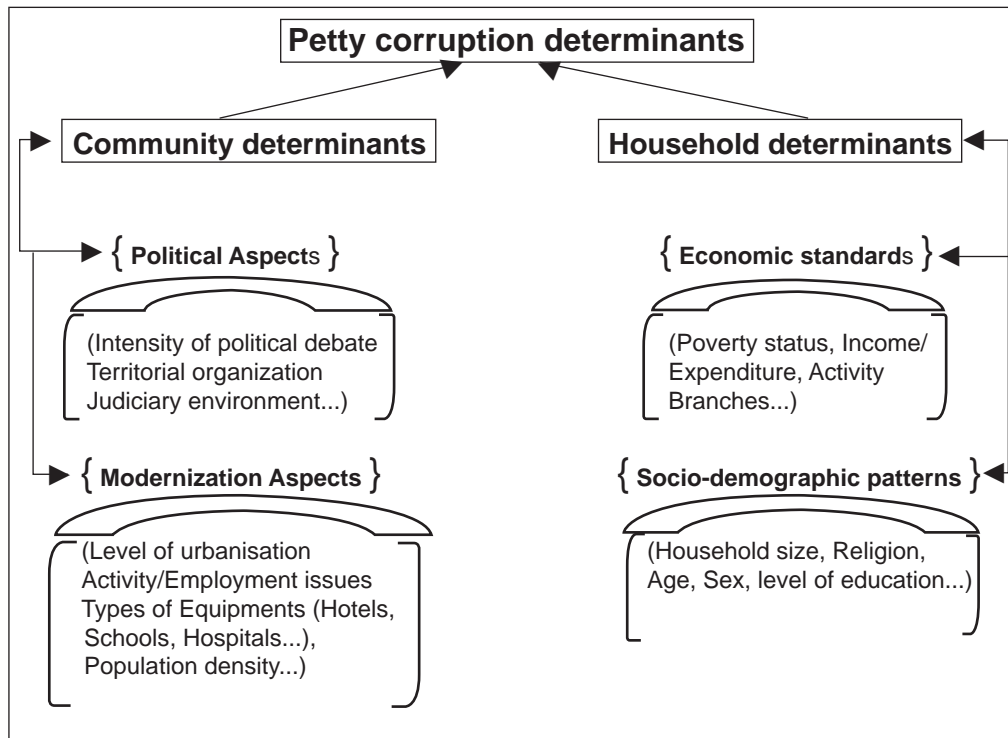 Petty corruption determinants
Community determinants
Household determinants
{ Political Aspects }
(Intensity of political debate
Territorial organization
Judiciary environment...)
{ Economic standards }
(Poverty status, Income/
Expenditure, Activity
Branches...)
{ Modernization Aspects }
(Level of urbanisation
Activity/Employment issues
Types of Equipments (Hotels,
Schools, Hospitals...),
Population density...)
{ Socio-demographic patterns }
(Household size, Religion,
Age, Sex, level of education...)